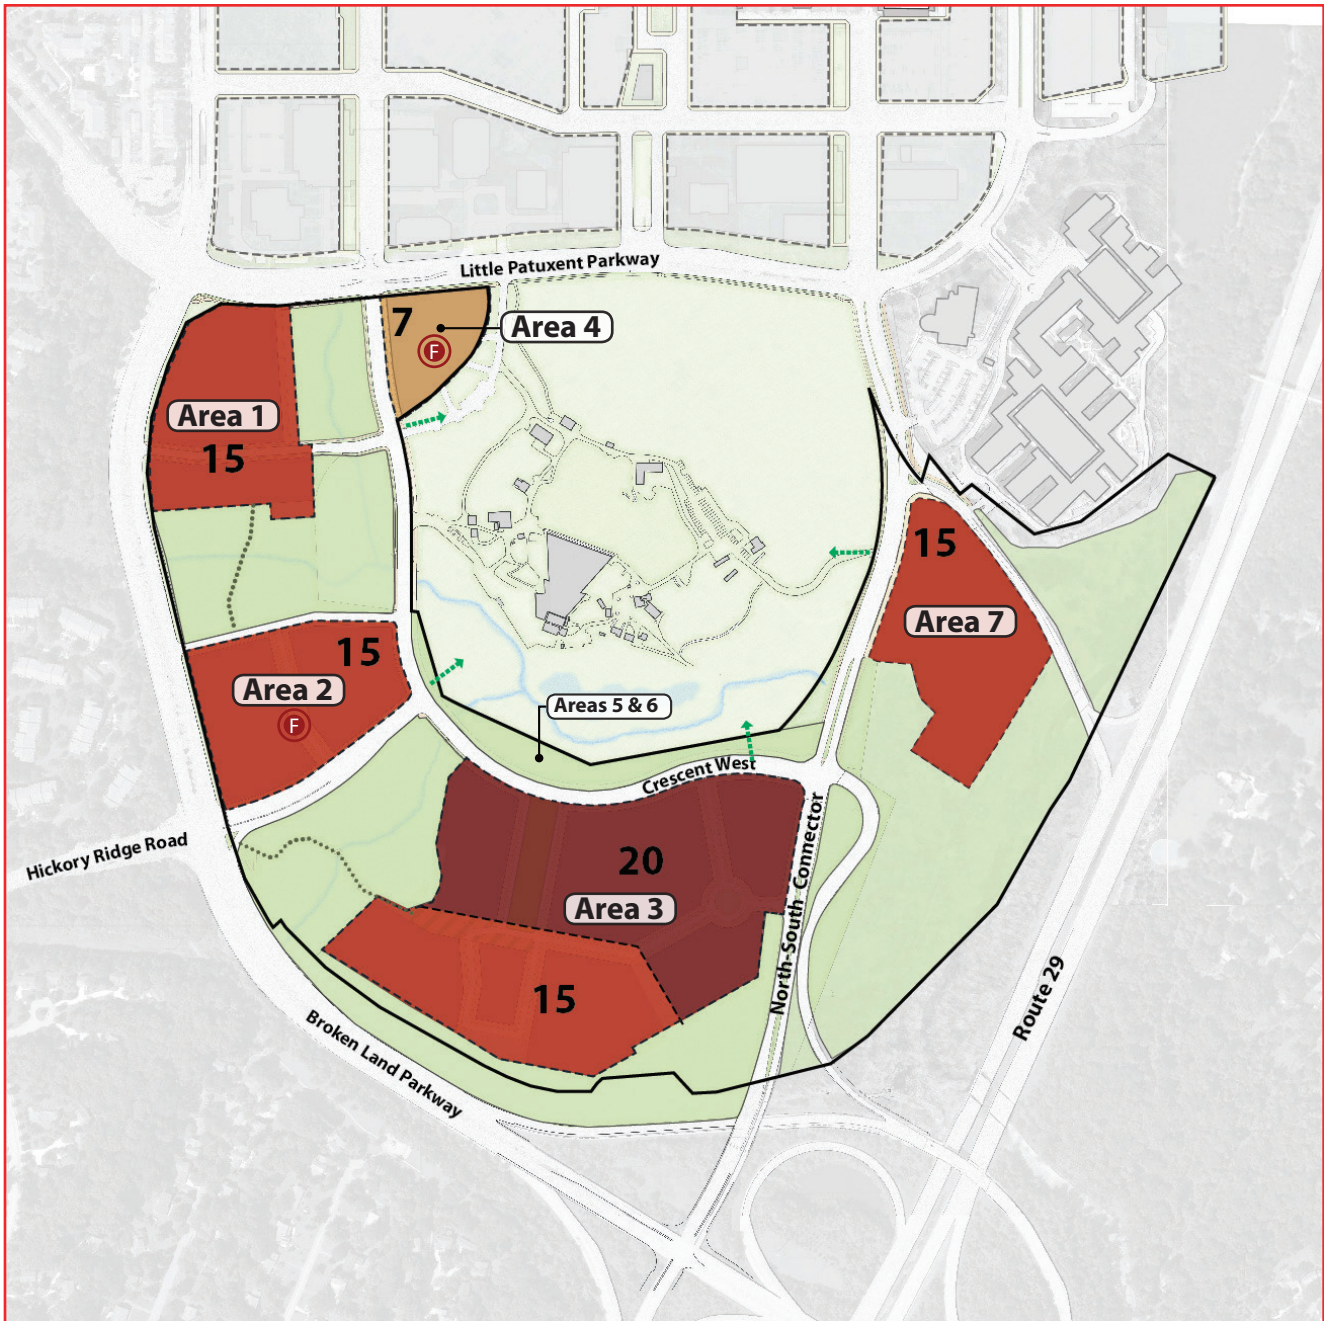 Little Patuxent Parkway
7
Area 4
F
Area 1
15
15
Area 7
15
Area 2
F
Areas 5 & 6
Crescent West
Hickory Ridge Road
20
Area 3
North-South Connector
15
Broken Land Parkway
Route 29